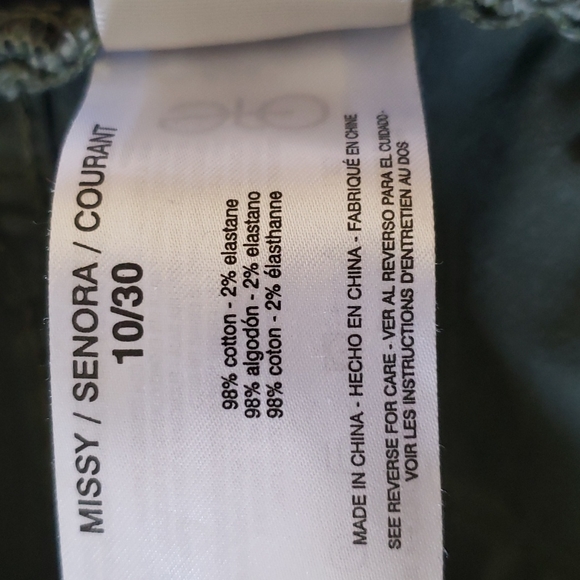 MISSY / SENORA / COURANT
10/30
98% cotton - 2% elastane
98% algodón - 2% elastano
98% coton - 2% élasthanne
MADE IN CHINA - HECHO EN CHINA - FABRIQUÉ EN CHINE
SEE REVERSE FOR CARE - VER AL REVERSO PARA EL CUIDADO -
VOIR LES INSTRUCTIONS D'ENTRETIEN AU DOS